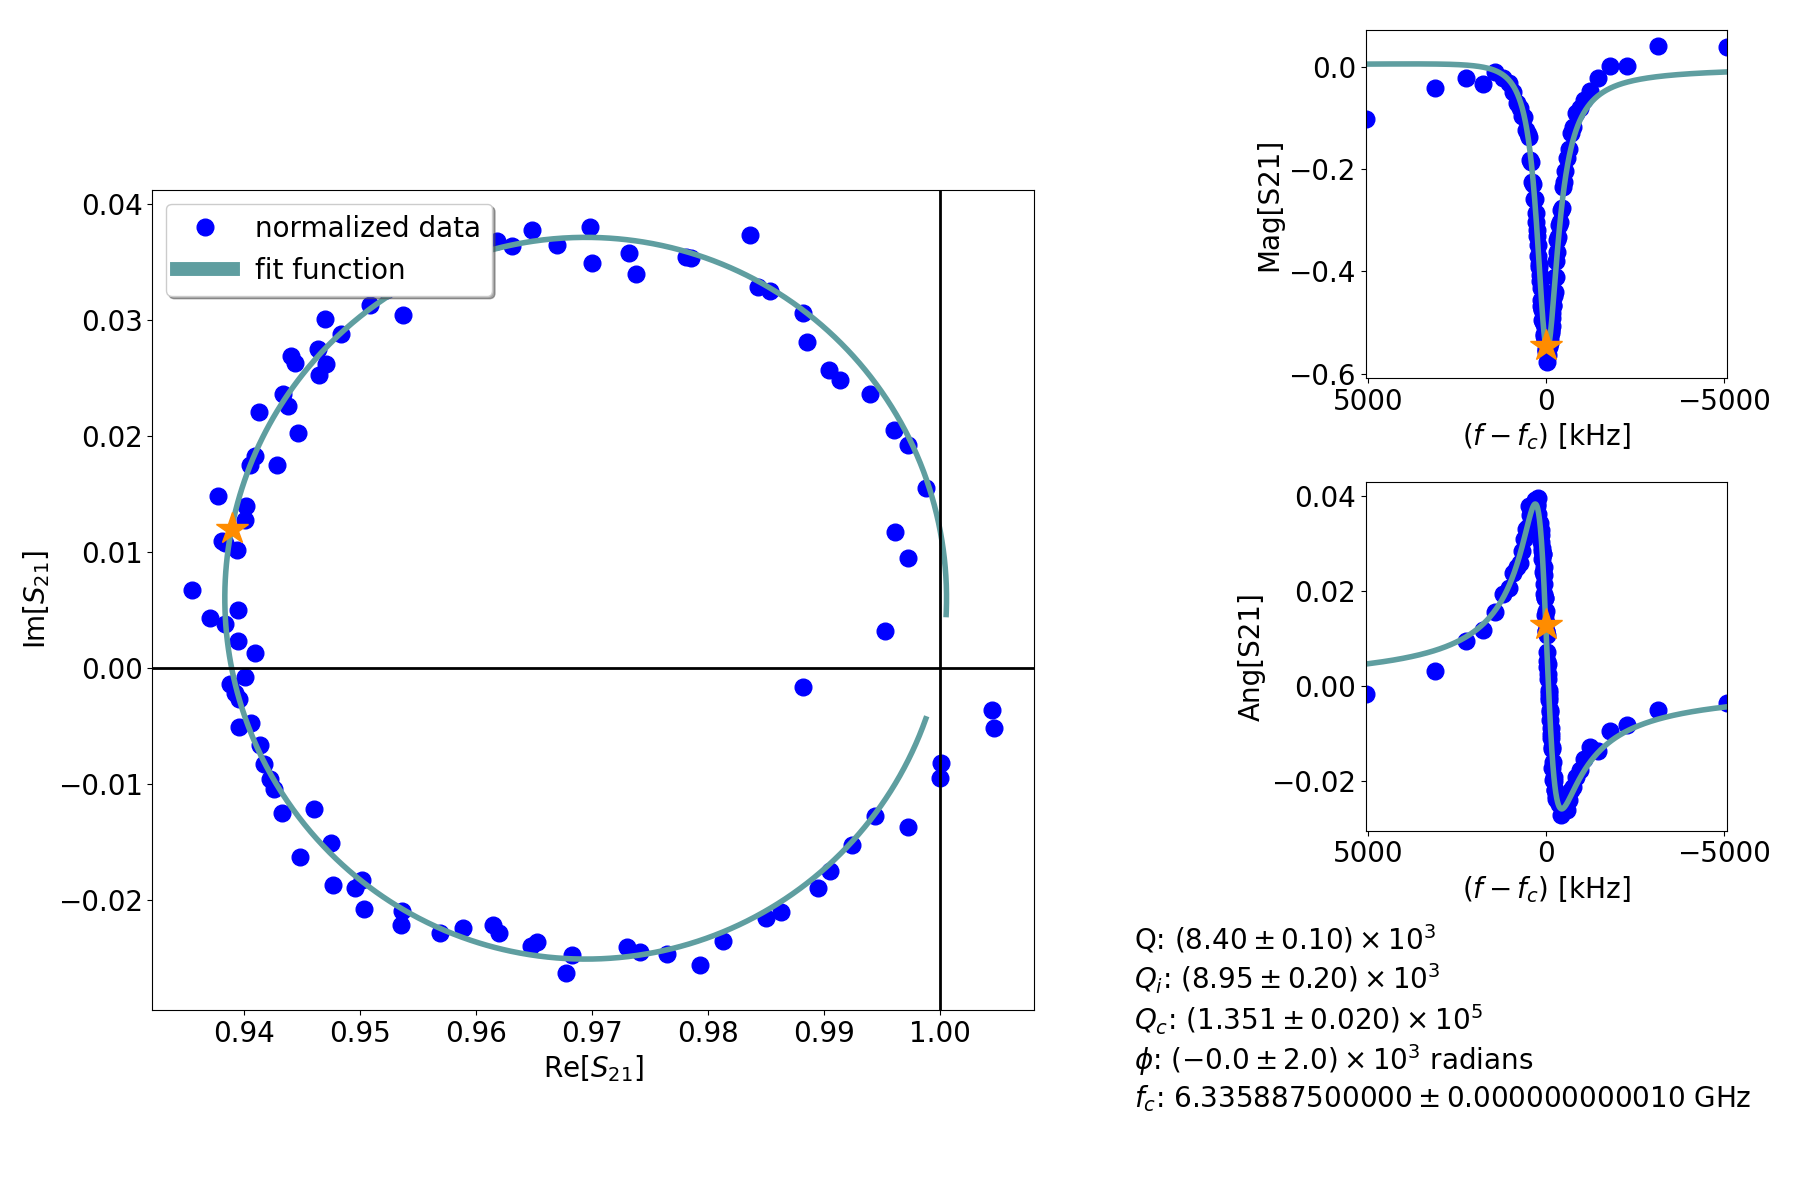 normalized data
fit function
0.04
0.03
0.02
0.01
0.00
−0.01
−0.02
Im[S21]
0.94 0.95 0.96 0.97 0.98 0.99 1.00
Re[S21]
0.0
−0.2
−0.4
−0.6
Mag[S21]
5000 0 −5000
(f − fc) [kHz]
0.04
0.02
0.00
−0.02
Ang[S21]
5000 0 −5000
(f − fc) [kHz]
Q: (8.40 ± 0.10) × 10³
Qi: (8.95 ± 0.20) × 10³
Qc: (1.351 ± 0.020) × 10⁵
ϕ: (−0.0 ± 2.0) × 10³ radians
fc: 6.335887500000 ± 0.000000000010 GHz